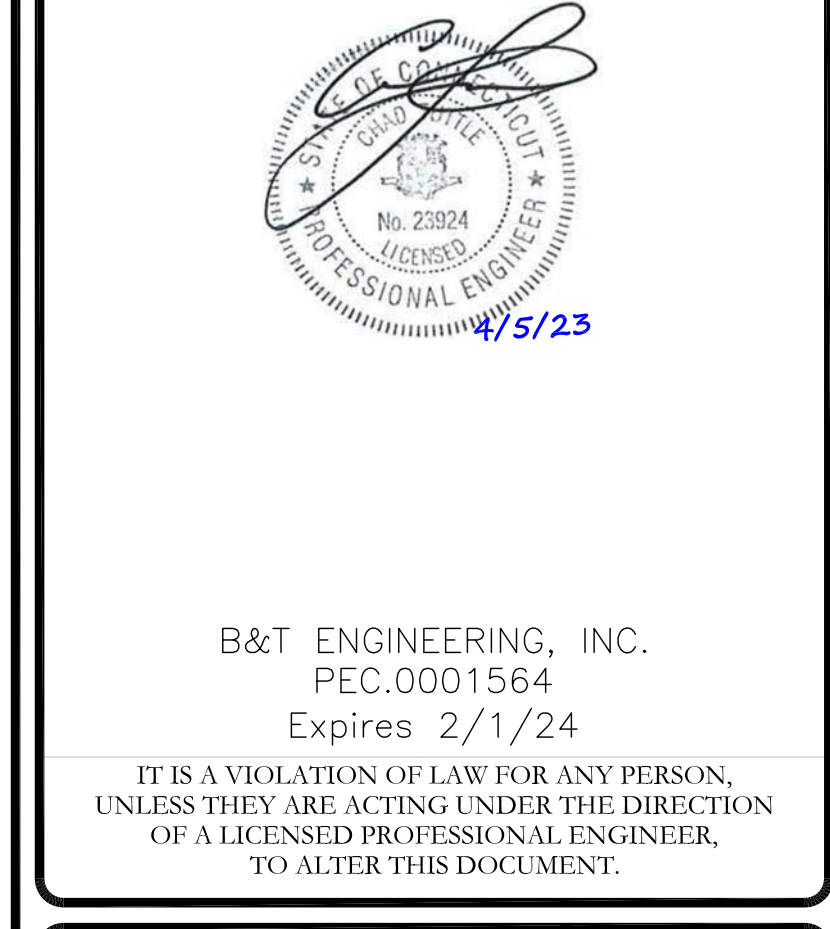 STATE OF CONNECTICUT
CHAD TUTTLE
No. 23924
LICENSED
PROFESSIONAL ENGINEER
4/5/23
B&T ENGINEERING, INC.
PEC.0001564
Expires 2/1/24
IT IS A VIOLATION OF LAW FOR ANY PERSON,
UNLESS THEY ARE ACTING UNDER THE DIRECTION
OF A LICENSED PROFESSIONAL ENGINEER,
TO ALTER THIS DOCUMENT.